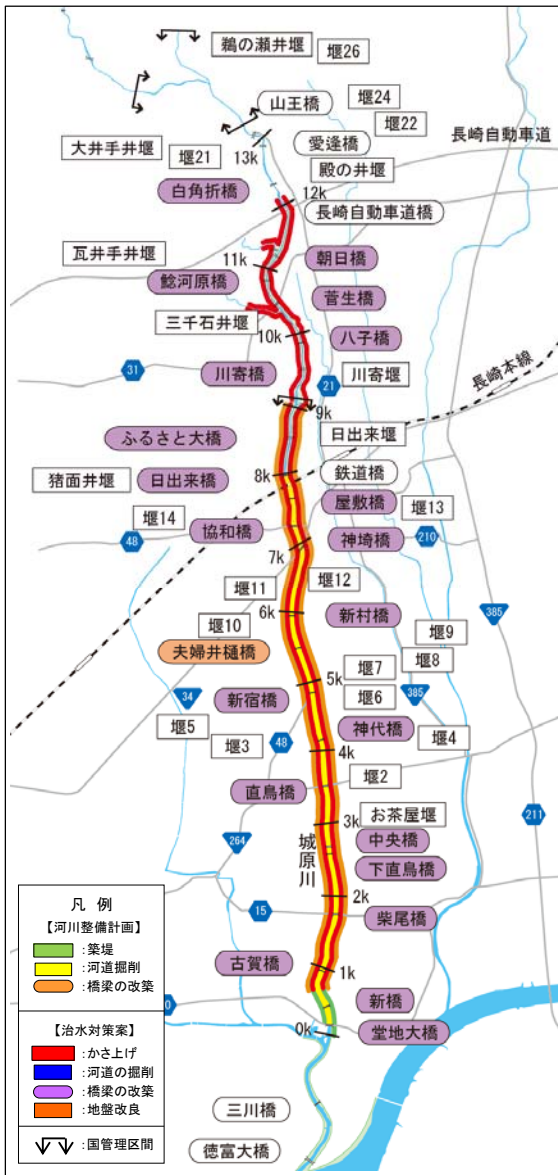 鵜の瀬井堰
堰26
山王橋
堰24
堰22
大井手井堰
堰21
13k
愛逢橋
長崎自動車道
殿の井堰
白角折橋
12k
長崎自動車道橋
瓦井手井堰
11k
朝日橋
鯰河原橋
菅生橋
三千石井堰
10k
八子橋
31
川寄橋
21
川寄堰
長崎本線
9k
ふるさと大橋
日出来堰
猪面井堰
日出来橋
8k
鉄道橋
屋敷橋
堰13
堰14
48
協和橋
神埼橋
210
7k
堰11
堰12
6k
新村橋
385
堰10
堰9
夫婦井樋橋
堰7
堰8
5k
34
新宿橋
堰6
385
堰5
堰3
48
神代橋
堰4
4k
堰2
直鳥橋
211
3k
お茶屋堰
264
城原川
中央橋
下直鳥橋
2k
15
柴尾橋
古賀橋
1k
新橋
0k
堂地大橋
三川橋
徳富大橋
凡 例
【河川整備計画】
:築堤
:河道掘削
:橋梁の改築
【治水対策案】
:かさ上げ
:河道の掘削
:橋梁の改築
:地盤改良
:国管理区間